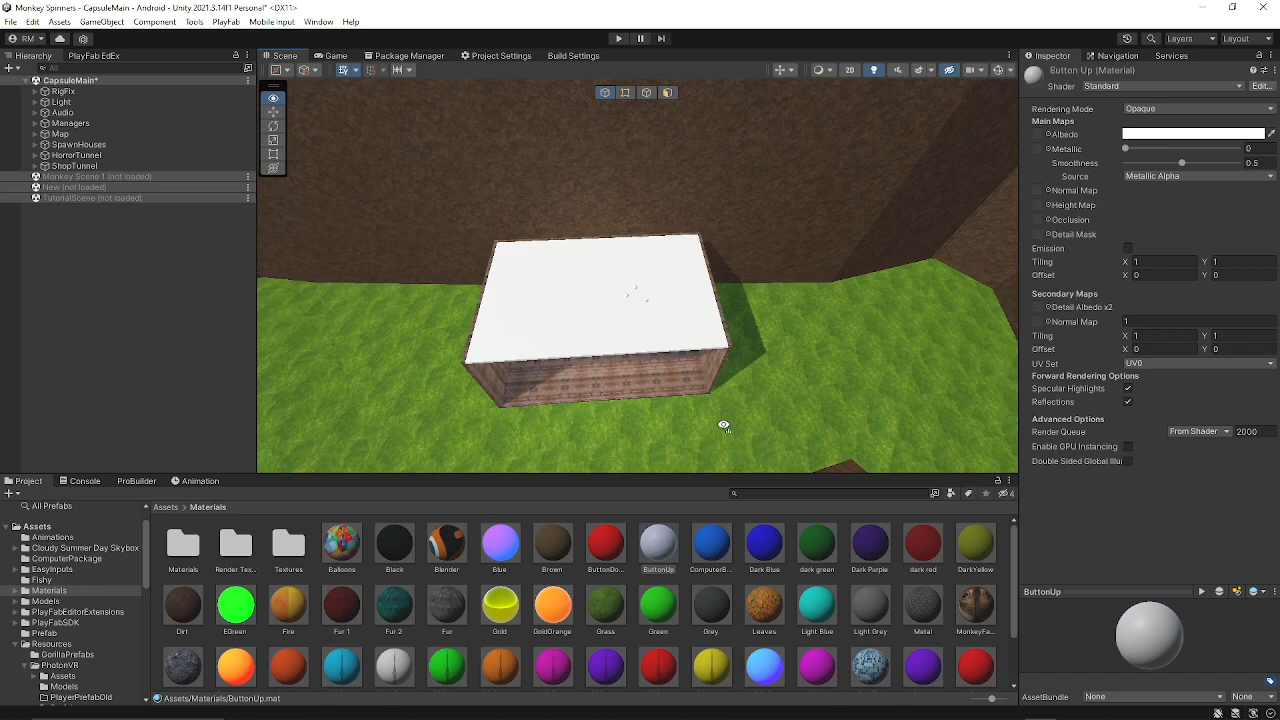 Monkey Spinners - CapsuleMain - Android - Unity 2021.3.14f1 Personal* <DX11>
File Edit Assets GameObject Component Tools PlayFab Mobile Input Window Help
RM Layers Layout
Hierarchy PlayFab EdEx Scene Game Package Manager Project Settings Build Settings Inspector Navigation Services
All 2D Button Up (Material)
CapsuleMain* Shader Standard Edit...
RigFix
Light
Audio
Managers
Map
SpawnHouses
HorrorTunnel
ShopTunnel
Monkey Scene 1 (not loaded)
New (not loaded)
TutorialScene (not loaded)
Rendering Mode Opaque
Main Maps
Albedo
Metallic 0
Smoothness 0.5
Source Metallic Alpha
Normal Map
Height Map
Occlusion
Detail Mask
Emission
Tiling X 1 Y 1
Offset X 0 Y 0
Secondary Maps
Detail Albedo x2
Normal Map 1
Tiling X 1 Y 1
Offset X 0 Y 0
UV Set UV0
Forward Rendering Options
Specular Highlights
Reflections
Advanced Options
Render Queue From Shader 2000
Enable GPU Instancing
Double Sided Global Illu
Project Console ProBuilder Animation
4
All Prefabs
Assets
Animations
Cloudy Summer Day Skybox
ComputerPackage
EasyInputs
Fishy
Materials
Models
PlayFabEditorExtensions
PlayFabSDK
Prefab
Resources
GorillaPrefabs
PhotonVR
Assets
Models
PlayerPrefabOld
Assets > Materials
Materials Render Tex... Textures Balloons Black Blender Blue Brown ButtonDo... ButtonUp ComputerB... Dark Blue dark green Dark Purple dark red DarkYellow
Dirt EGreen Fire Fur 1 Fur 2 Fur Gold GoldOrange Grass Green Grey Leaves Light Blue Light Grey Metal MonkeyFa...
Assets/Materials/ButtonUp.mat
ButtonUp
AssetBundle None None